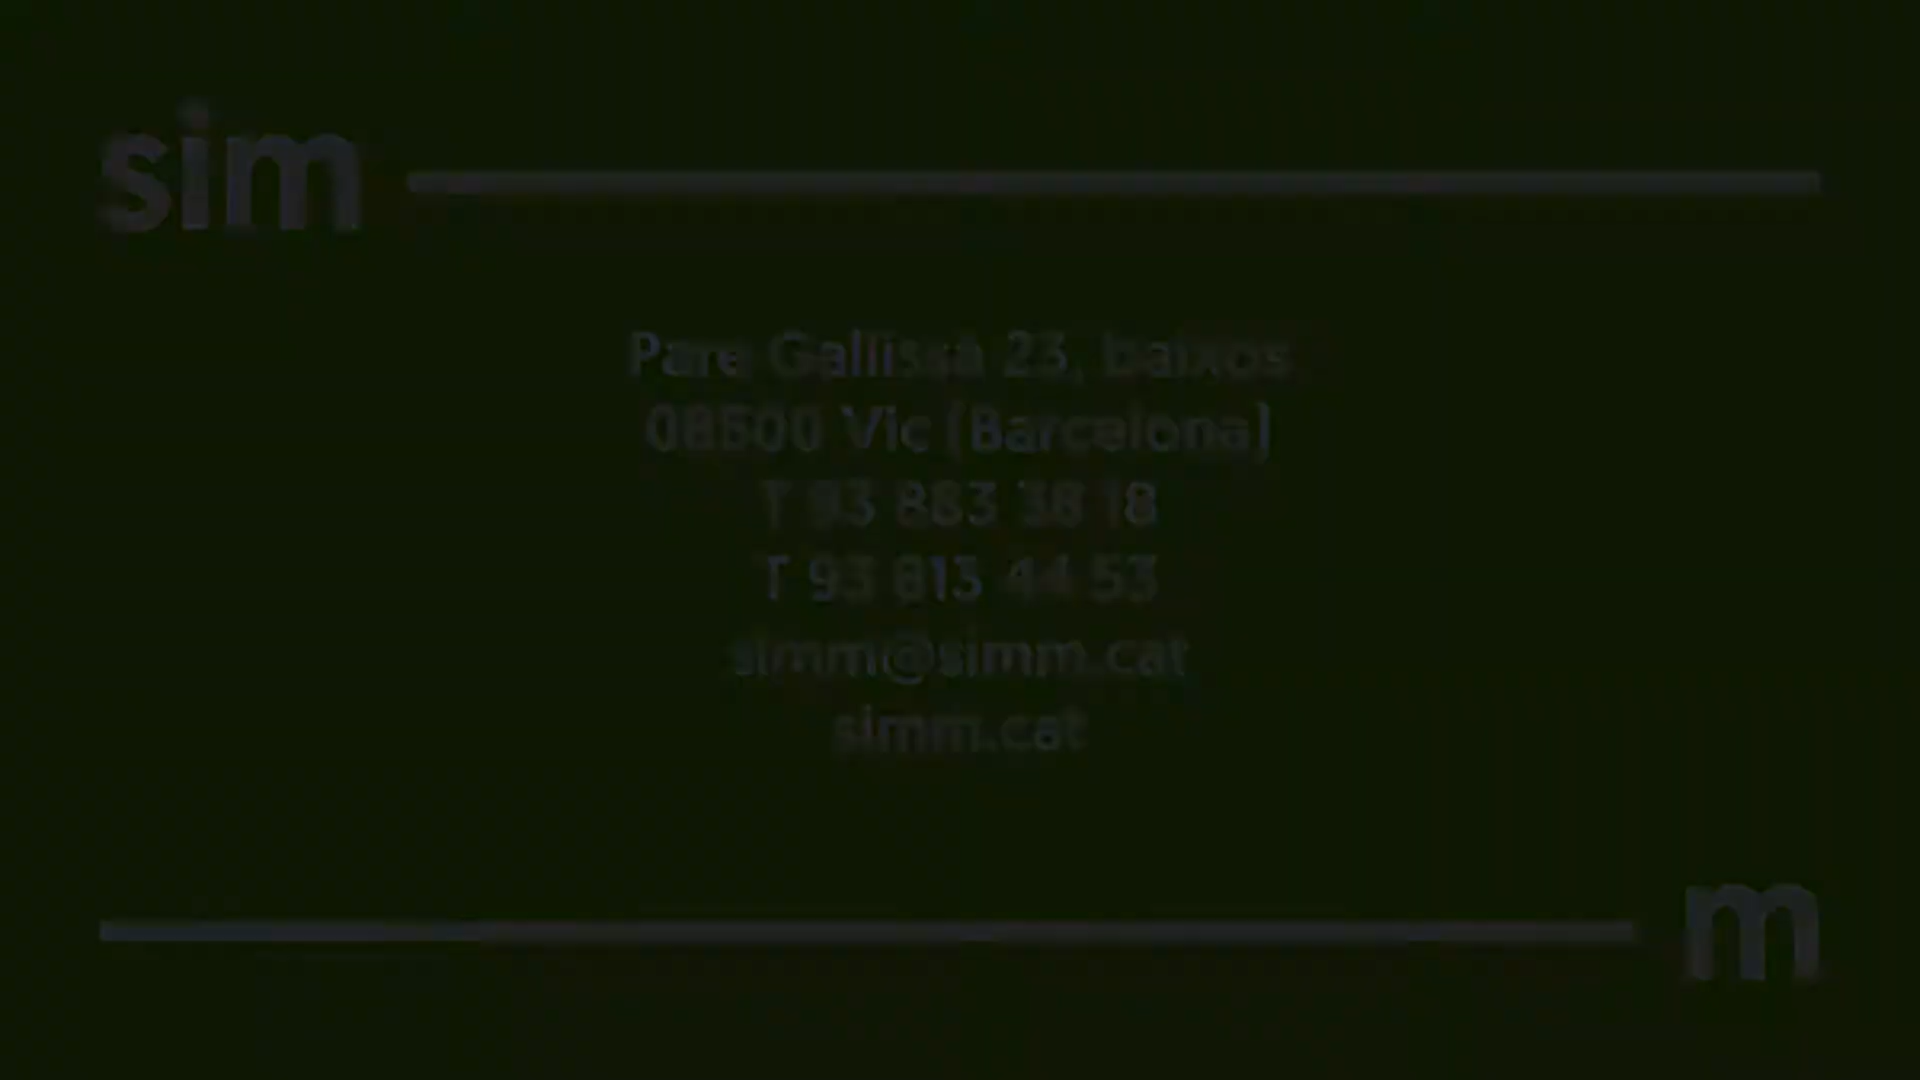 sim
Pare Gallissà 23, baixos
08500 Vic (Barcelona)
T 93 883 38 18
T 93 813 44 53
simm@simm.cat
simm.cat
m